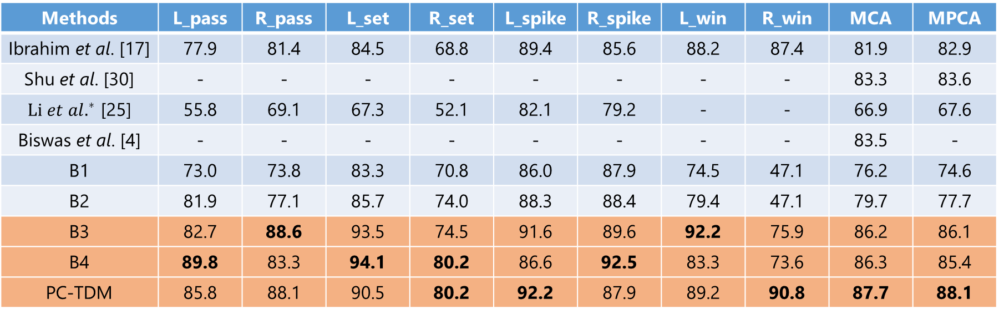 Methods L_pass R_pass L_set R_set L_spike R_spike L_win R_win MCA MPCA
Ibrahim et al. [17] 77.9 81.4 84.5 68.8 89.4 85.6 88.2 87.4 81.9 82.9
Shu et al. [30] - - - - - - - - 83.3 83.6
Li et al.* [25] 55.8 69.1 67.3 52.1 82.1 79.2 - - 66.9 67.6
Biswas et al. [4] - - - - - - - - 83.5 -
B1 73.0 73.8 83.3 70.8 86.0 87.9 74.5 47.1 76.2 74.6
B2 81.9 77.1 85.7 74.0 88.3 88.4 79.4 47.1 79.7 77.7
B3 82.7 88.6 93.5 74.5 91.6 89.6 92.2 75.9 86.2 86.1
B4 89.8 83.3 94.1 80.2 86.6 92.5 83.3 73.6 86.3 85.4
PC-TDM 85.8 88.1 90.5 80.2 92.2 87.9 89.2 90.8 87.7 88.1